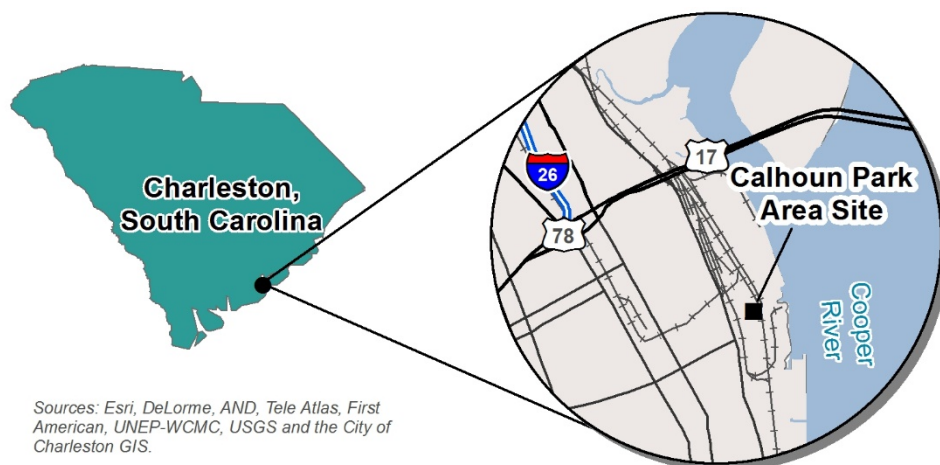 Charleston,
South Carolina
26
78
17
Calhoun Park
Area Site
Cooper
River
Sources: Esri, DeLorme, AND, Tele Atlas, First
American, UNEP-WCMC, USGS and the City of
Charleston GIS.